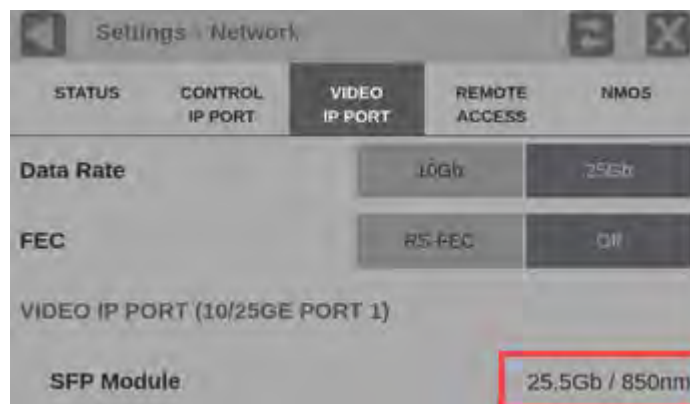 Settings - Network
STATUS CONTROL IP PORT VIDEO IP PORT REMOTE ACCESS NMOS
Data Rate 10Gb 25Gb
FEC RS-FEC Off
VIDEO IP PORT (10/25GE PORT 1)
SFP Module 25.5Gb / 850nm